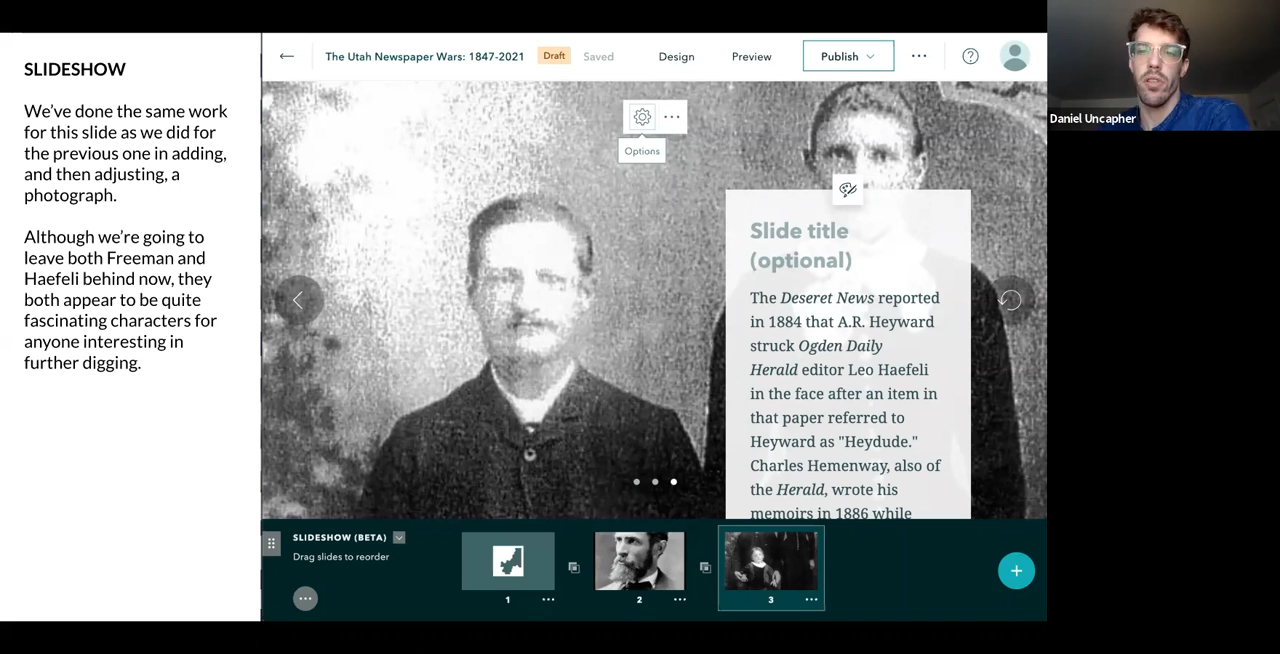 SLIDESHOW
We've done the same work
for this slide as we did for
the previous one in adding,
and then adjusting, a
photograph.
Although we're going to
leave both Freeman and
Haefeli behind now, they
both appear to be quite
fascinating characters for
anyone interesting in
further digging.
The Utah Newspaper Wars: 1847-2021
Draft
Saved
Design
Preview
Publish
Options
Slide title
(optional)
The Deseret News reported
in 1884 that A.R. Heyward
struck Ogden Daily
Herald editor Leo Haefeli
in the face after an item in
that paper referred to
Heyward as "Heydude."
Charles Hemenway, also of
the Herald, wrote his
memoirs in 1886 while
SLIDESHOW (BETA)
Drag slides to reorder
1
2
3
Daniel Uncapher